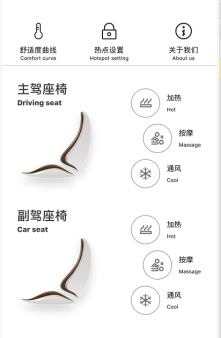 舒适度曲线
Comfort curve
热点设置
Hotspot setting
关于我们
About us
主驾座椅
Driving seat
加热
Hot
按摩
Massage
通风
Cool
副驾座椅
Car seat
加热
Hot
按摩
Massage
通风
Cool